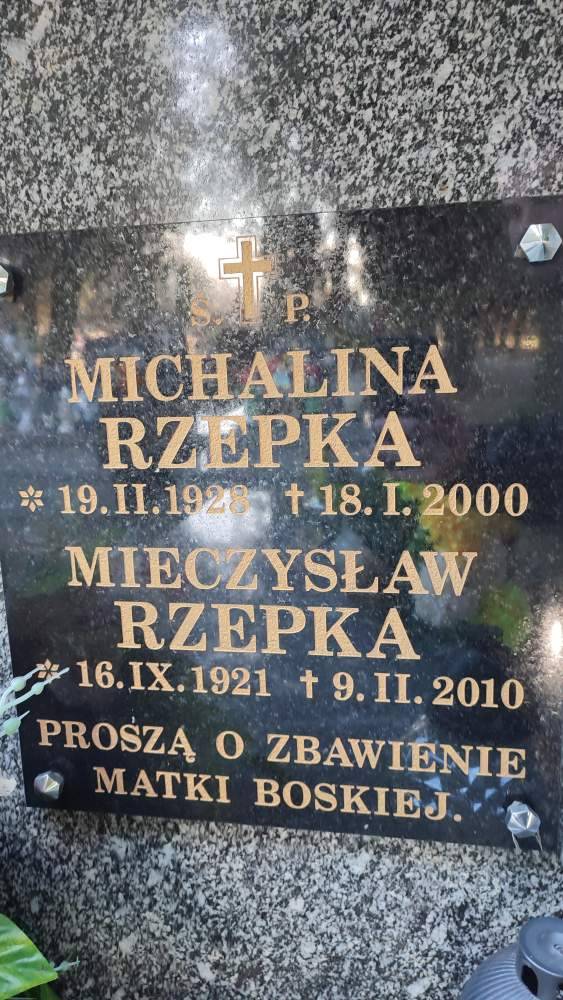 Ś. P.
MICHALINA
RZEPKA
* 19.II.1928 † 18.I.2000
MIECZYSŁAW
RZEPKA
* 16.IX.1921 † 9.II.2010
PROSZĄ O ZBAWIENIE
MATKI BOSKIEJ.